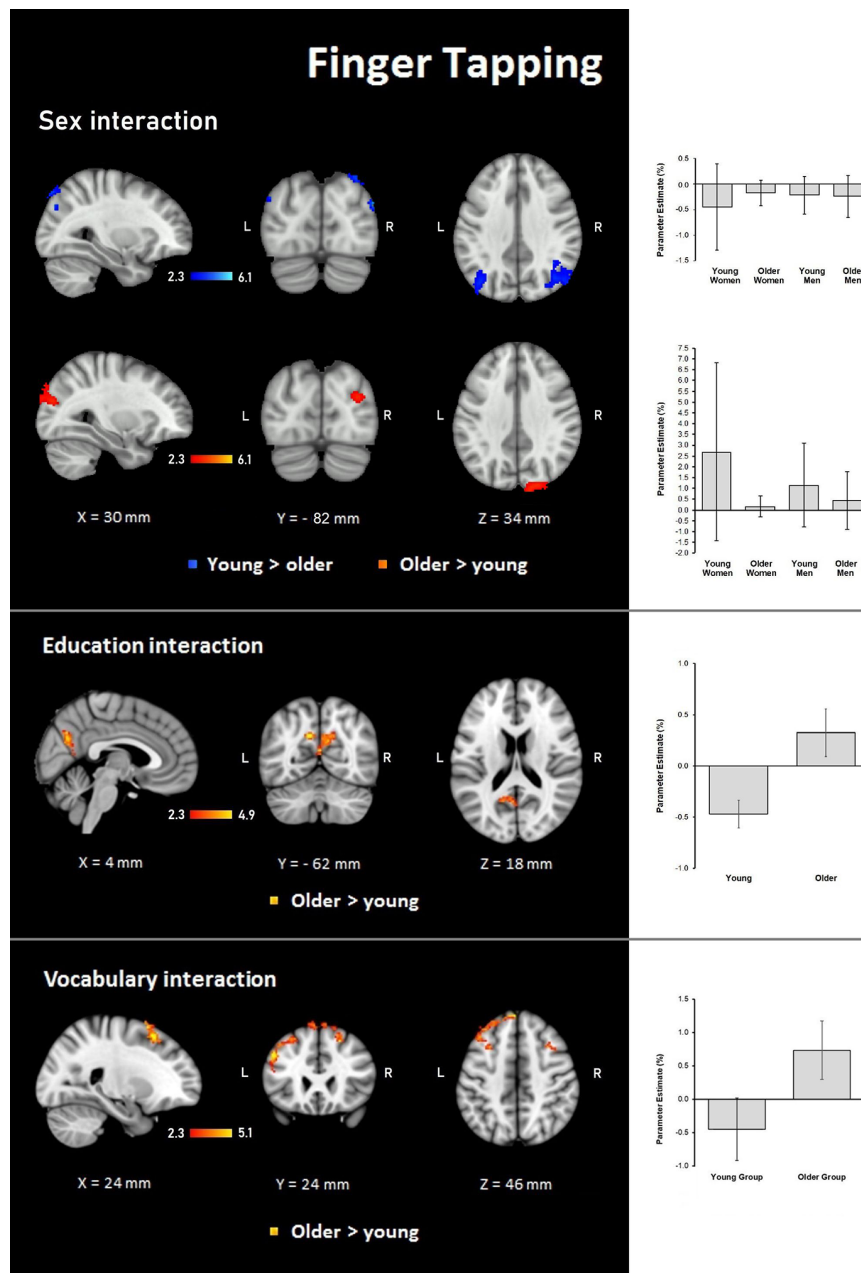 Finger Tapping
Sex interaction
L R L R
2.3 6.1
Parameter Estimate (%)
0.5
0.0
-0.5
-1.0
-1.5
Young Women Older Women Young Men Older Men
L R L R
2.3 6.1
X = 30 mm Y = - 82 mm Z = 34 mm
Young > older Older > young
Parameter Estimate (%)
7.5
7.0
6.5
6.0
5.5
5.0
4.5
4.0
3.5
3.0
2.5
2.0
1.5
1.0
0.5
0.0
-0.5
-1.0
-1.5
-2.0
Young Women Older Women Young Men Older Men
Education interaction
L R L R
2.3 4.9
X = 4 mm Y = - 62 mm Z = 18 mm
Older > young
Parameter Estimate (%)
1.0
0.5
0.0
-0.5
-1.0
Young Older
Vocabulary interaction
L R L R
2.3 5.1
X = 24 mm Y = 24 mm Z = 46 mm
Older > young
Parameter Estimate (%)
1.5
1.0
0.5
0.0
-0.5
-1.0
Young Group Older Group